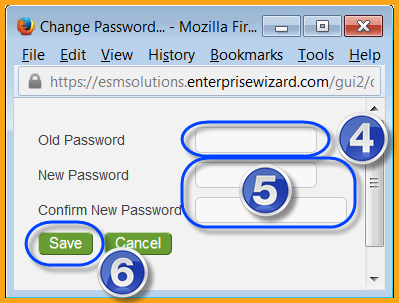 Change Password... - Mozilla Fir...
File Edit View History Bookmarks Tools Help
https://esmsolutions.enterprisewizard.com/gui2/
Old Password 4
New Password
5
Confirm New Password
Save Cancel
6